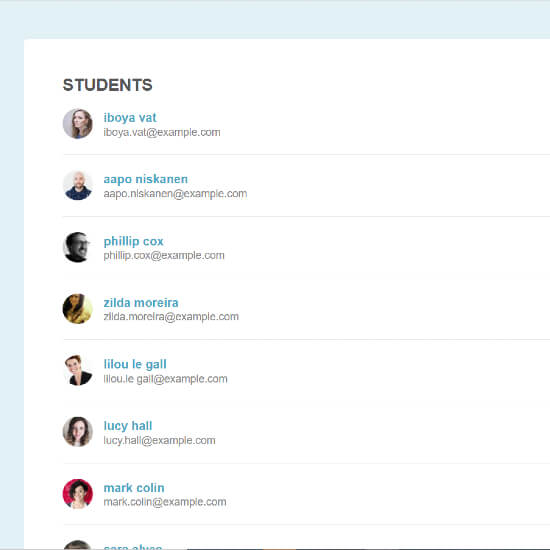 STUDENTS
iboya vat
iboya.vat@example.com
aapo niskanen
aapo.niskanen@example.com
phillip cox
phillip.cox@example.com
zilda moreira
zilda.moreira@example.com
lilou le gall
lilou.le gall@example.com
lucy hall
lucy.hall@example.com
mark colin
mark.colin@example.com